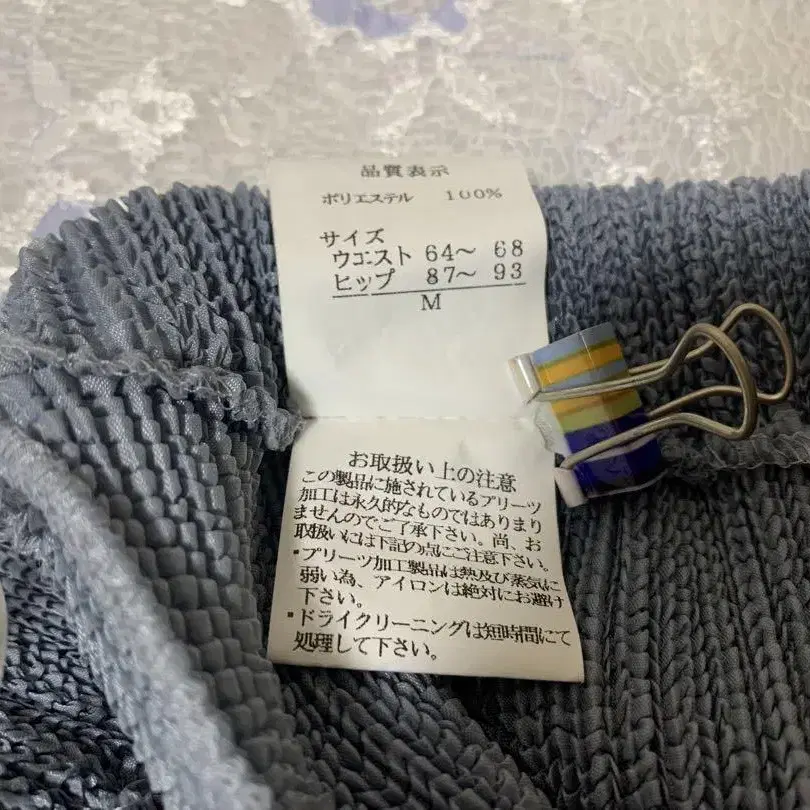 品質表示
ポリエステル 100%
サイズ
ウエスト 64～ 68
ヒップ 87～ 93
M
お取扱い上の注意
この製品に施されているプリーツ
加工は永久的なものではありまり
ませんのでご了承下さい。尚、お
取扱いには下記の点にご注意下さい。
・プリーツ加工製品は熱及び蒸気に
弱い為、アイロンは絶対にお避け
下さい。
・ドライクリーニングは短時間にて
処理して下さい。